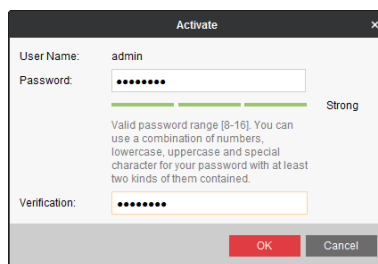 Activate ×
User Name: admin
Password: ••••••••
Strong
Valid password range [8-16]. You can
use a combination of numbers,
lowercase, uppercase and special
character for your password with at least
two kinds of them contained.
Verification: ••••••••
OK Cancel